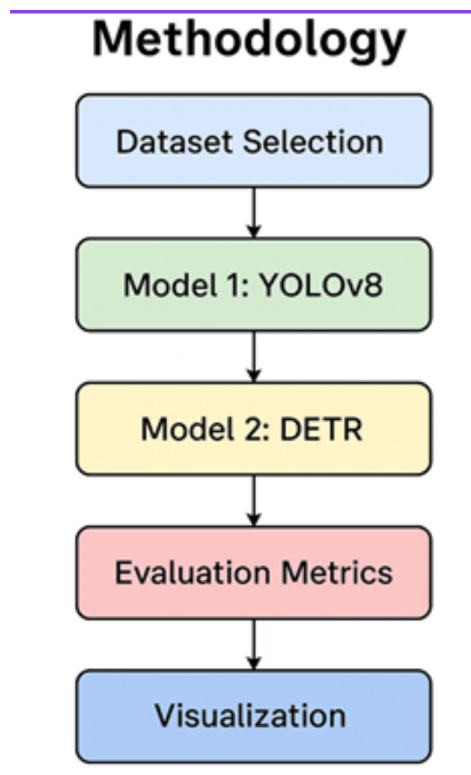 Methodology
Dataset Selection
Model 1: YOLOv8
Model 2: DETR
Evaluation Metrics
Visualization